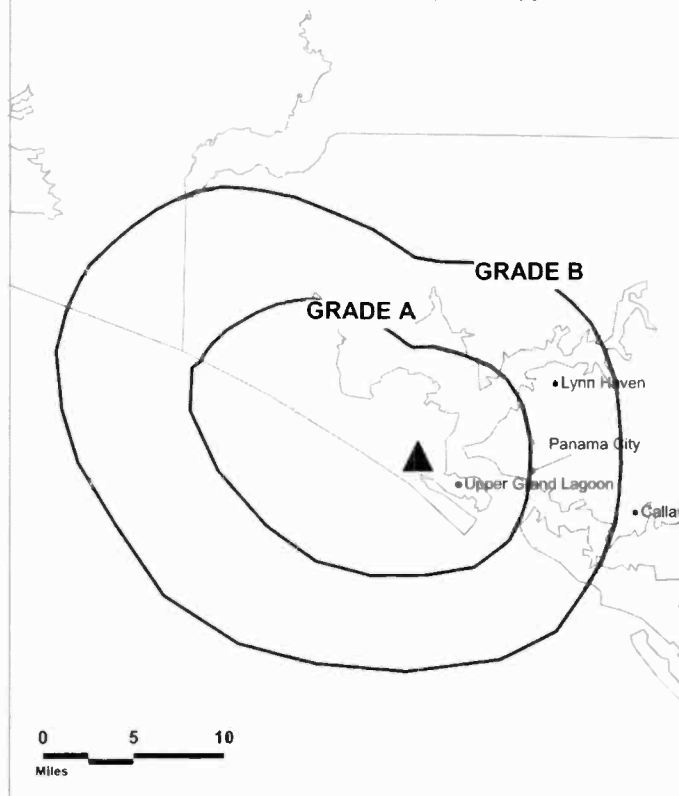 GRADE B
GRADE A
Lynn Haven
Panama City
Upper Grand Lagoon
0 5 10
Miles